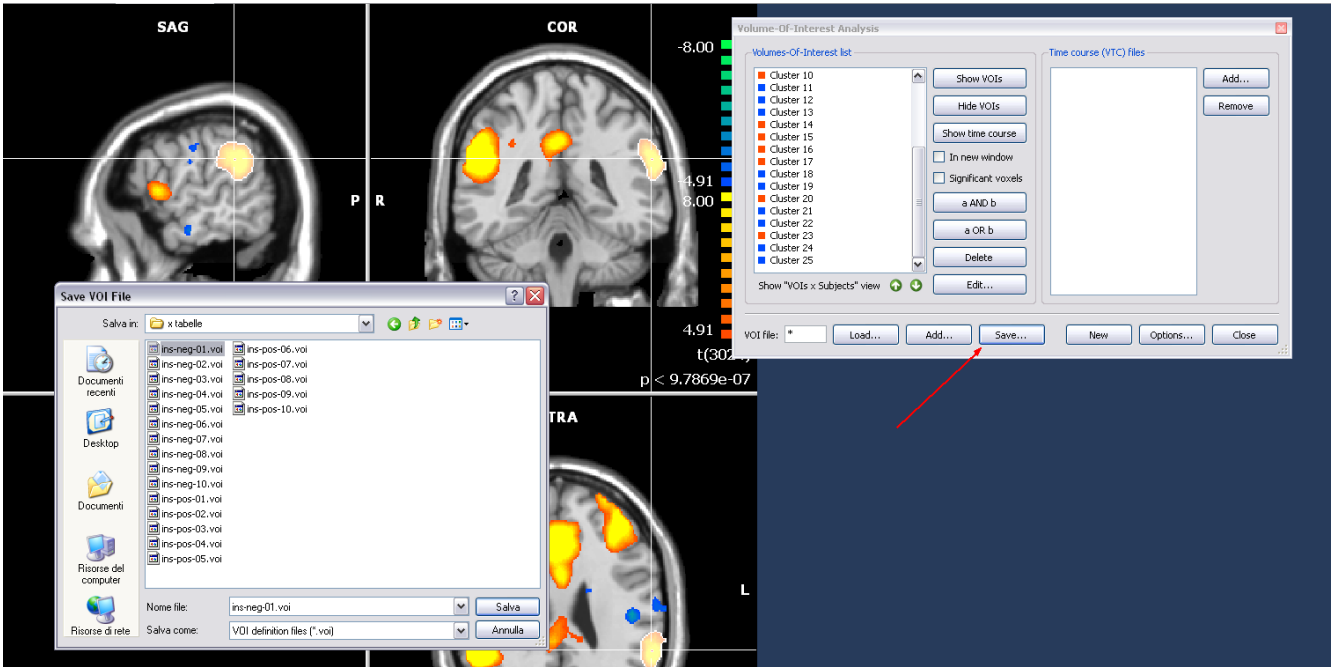 SAG
COR
-8.00
-4.91
8.00
4.91
t(3024)
p < 9.7869e-07
P
R
TRA
L
Volume-Of-Interest Analysis
Volumes-Of-Interest list
Cluster 10
Cluster 11
Cluster 12
Cluster 13
Cluster 14
Cluster 15
Cluster 16
Cluster 17
Cluster 18
Cluster 19
Cluster 20
Cluster 21
Cluster 22
Cluster 23
Cluster 24
Cluster 25
Show "VOIs x Subjects" view
Show VOIs
Hide VOIs
Show time course
In new window
Significant voxels
a AND b
a OR b
Delete
Edit...
Time course (VTC) files
Add...
Remove
VOI file: *
Load...
Add...
Save...
New
Options...
Close
Save VOI File
Salva in: x tabelle
Documenti recenti
Desktop
Documenti
Risorse del computer
Risorse di rete
ins-neg-01.voi
ins-neg-02.voi
ins-neg-03.voi
ins-neg-04.voi
ins-neg-05.voi
ins-neg-06.voi
ins-neg-07.voi
ins-neg-08.voi
ins-neg-09.voi
ins-neg-10.voi
ins-pos-01.voi
ins-pos-02.voi
ins-pos-03.voi
ins-pos-04.voi
ins-pos-05.voi
ins-pos-06.voi
ins-pos-07.voi
ins-pos-08.voi
ins-pos-09.voi
ins-pos-10.voi
Nome file: ins-neg-01.voi
Salva
Salva come: VOI definition files (*.voi)
Annulla